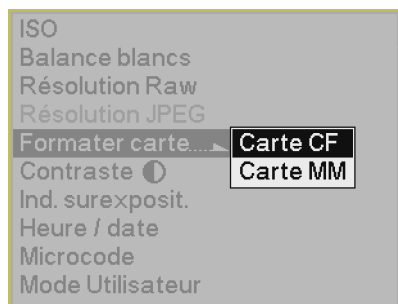 ISO
Balance blancs
Résolution Raw
Résolution JPEG
Formater carte..... Carte CF
Contraste Carte MM
Ind. surexposit.
Heure / date
Microcode
Mode Utilisateur